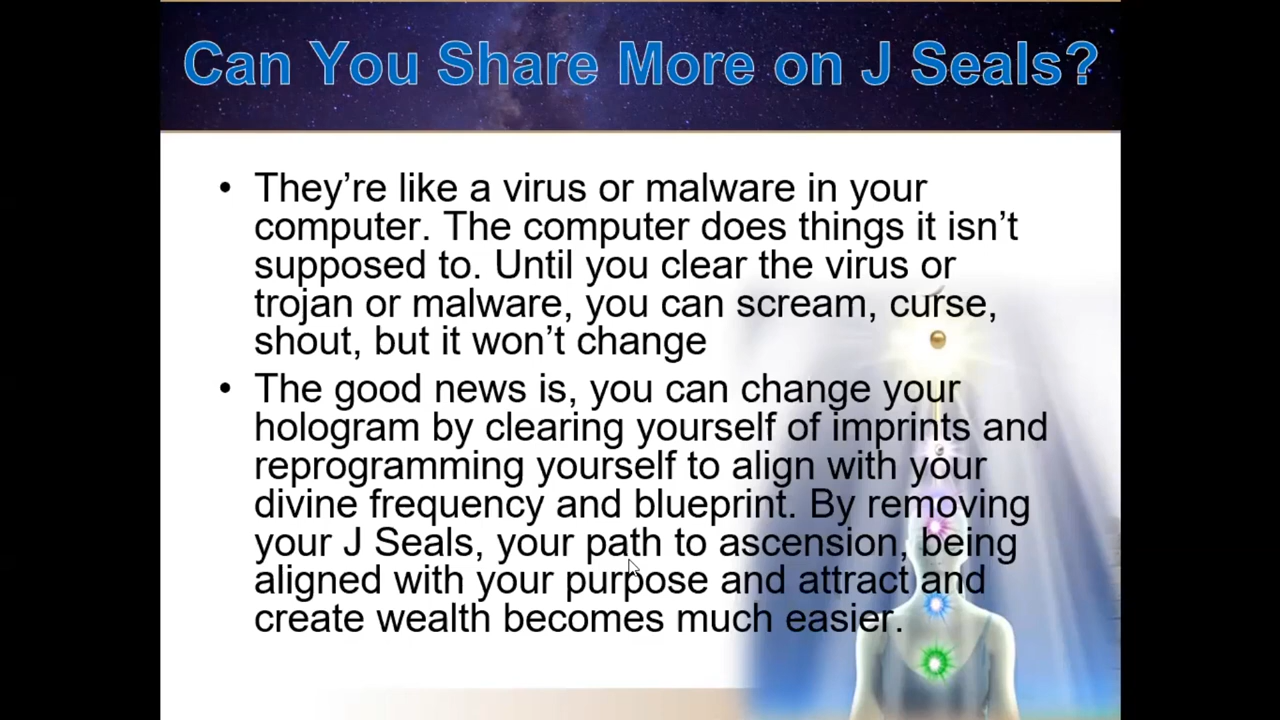 Can You Share More on J Seals?
• They’re like a virus or malware in your
computer. The computer does things it isn’t
supposed to. Until you clear the virus or
trojan or malware, you can scream, curse,
shout, but it won’t change
• The good news is, you can change your
hologram by clearing yourself of imprints and
reprogramming yourself to align with your
divine frequency and blueprint. By removing
your J Seals, your path to ascension, being
aligned with your purpose and attract and
create wealth becomes much easier.